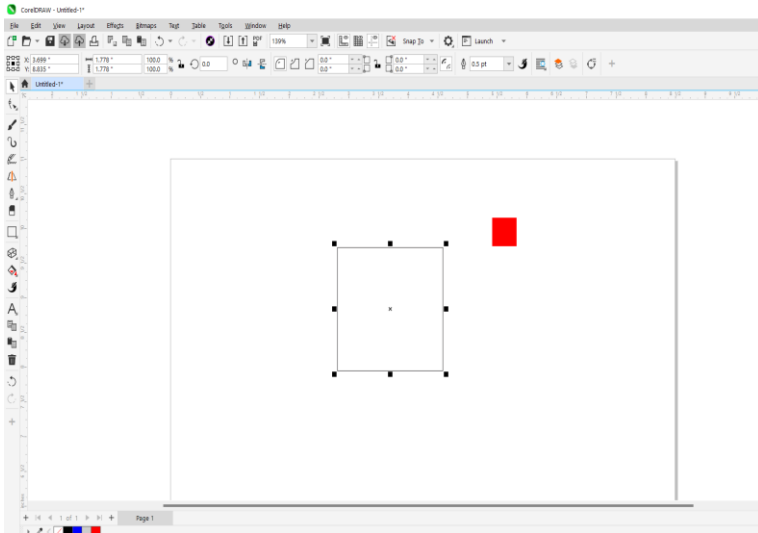 CorelDRAW - Untitled-1*
File Edit View Layout Effects Bitmaps Text Table Tools Window Help
PDF 139% Snap To Launch
X: 3.699 " 1.778 " 100.0 % 0.0 0.0 " 0.0 " 0.5 pt
Y: 8.835 " 1.778 " 100.0 % 0.0 " 0.0 "
Untitled-1*
1 of 1 Page 1